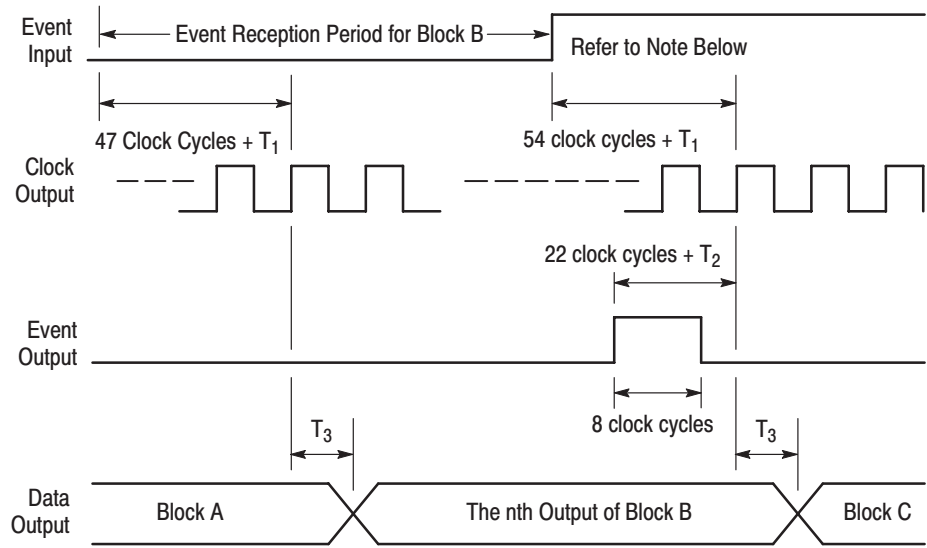 Event
Input
Event Reception Period for Block B
Refer to Note Below
47 Clock Cycles + T1
54 clock cycles + T1
Clock
Output
22 clock cycles + T2
Event
Output
8 clock cycles
T3
T3
Data
Output
Block A
The nth Output of Block B
Block C